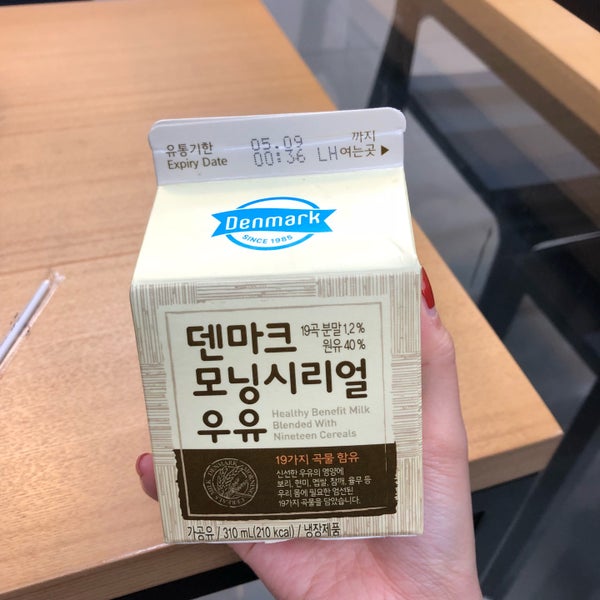 유통기한 05.09 까지
Expiry Date 00:36 LH 여는곳 ▶
Denmark
SINCE 1985
덴마크 19곡 분말 1.2%
원유 40%
모닝시리얼
우유
Healthy Benefit Milk
Blended With
Nineteen Cereals
19가지 곡물 함유
신선한 우유의 영양에
보리, 현미, 멥쌀, 참깨, 율무 등
우리 몸에 필요한 엄선된
19가지 곡물을 담았습니다.
가공유 / 310 mL(210 kcal) / 냉장제품